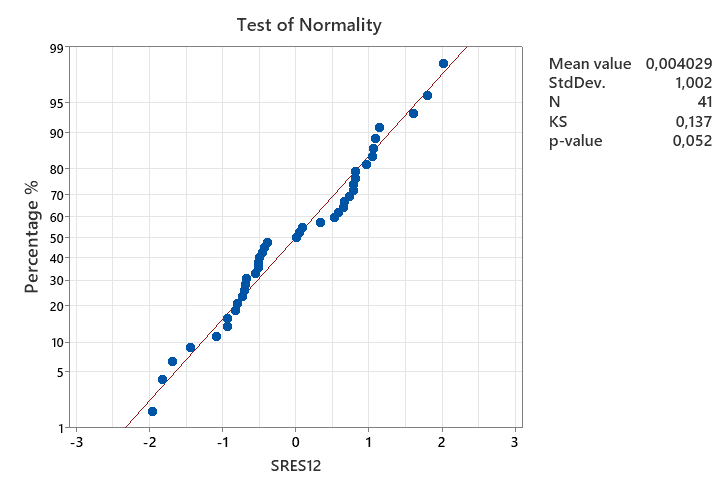 Test of Normality
Mean value 0,004029
StdDev. 1,002
N 41
KS 0,137
p-value 0,052
Percentage %
99
95
90
80
70
60
50
40
30
20
10
5
1
-3 -2 -1 0 1 2 3
SRES12